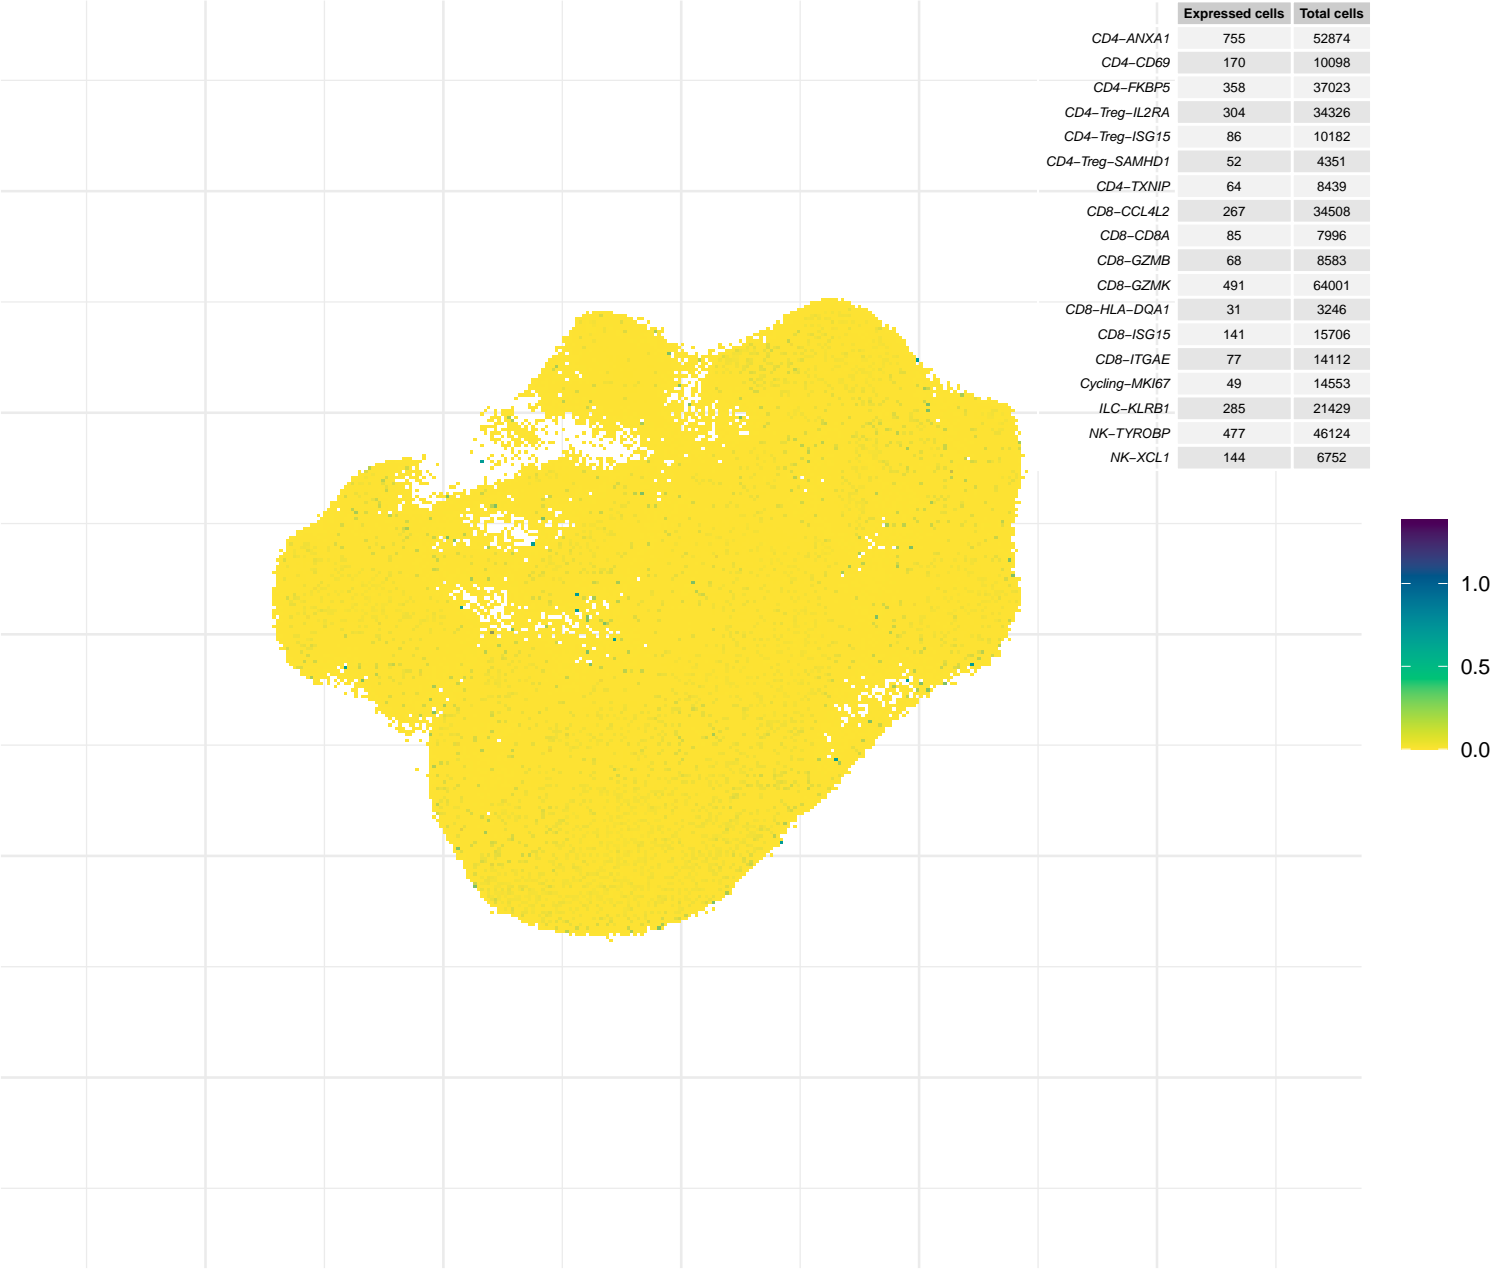 Expressed cells Total cells
CD4−ANXA1 755 52874
CD4−CD69 170 10098
CD4−FKBP5 358 37023
CD4−Treg−IL2RA 304 34326
CD4−Treg−ISG15 86 10182
CD4−Treg−SAMHD1 52 4351
CD4−TXNIP 64 8439
CD8−CCL4L2 267 34508
CD8−CD8A 85 7996
CD8−GZMB 68 8583
CD8−GZMK 491 64001
CD8−HLA−DQA1 31 3246
CD8−ISG15 141 15706
CD8−ITGAE 77 14112
Cycling−MKI67 49 14553
ILC−KLRB1 285 21429
NK−TYROBP 477 46124
NK−XCL1 144 6752
1.0
0.5
0.0